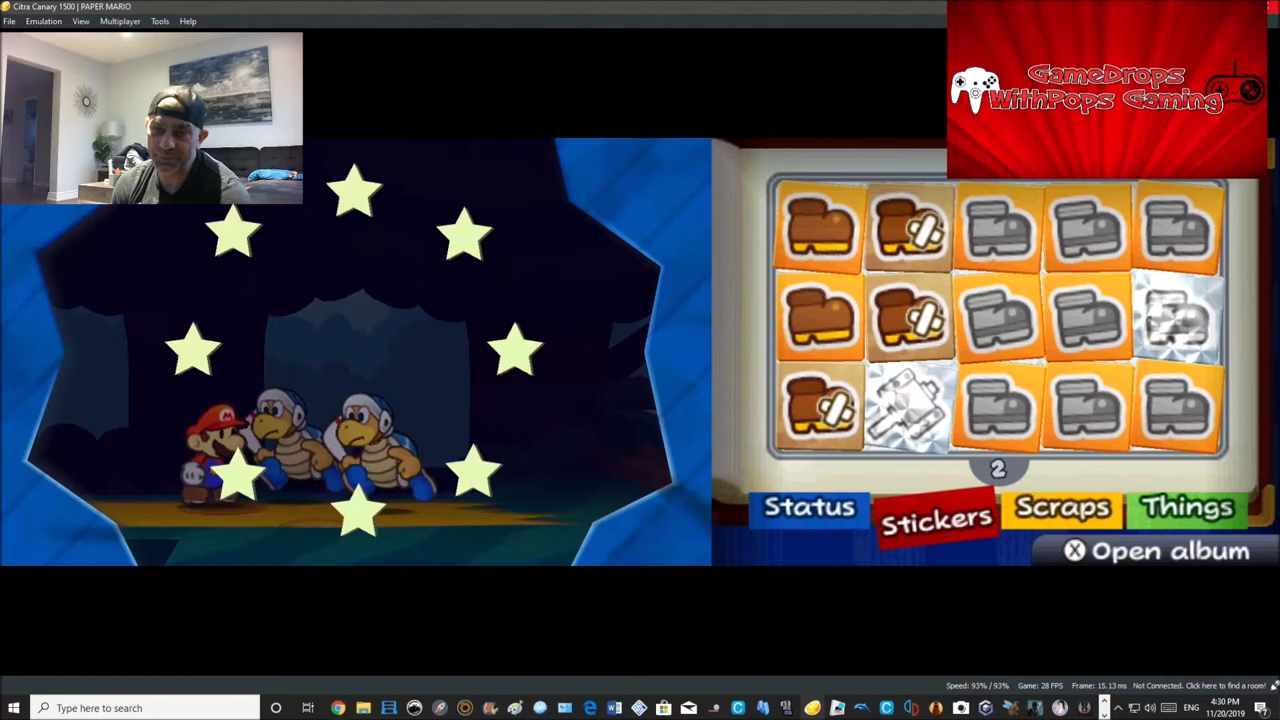 Citra Canary 1500 | PAPER MARIO
File Emulation View Multiplayer Tools Help
GameDrops
WithPops Gaming
2
Status Stickers Scraps Things
X Open album
Speed: 93% / 93% Game: 28 FPS Frame: 15.13 ms Not Connected. Click here to find a room!
Type here to search
ENG
4:30 PM
11/20/2019